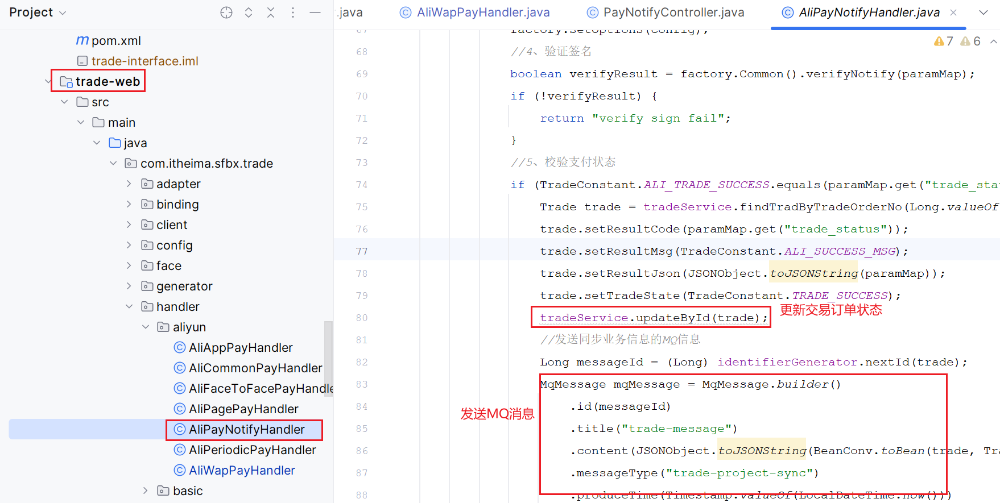 Project
.java
AliWapPayHandler.java
PayNotifyController.java
AliPayNotifyHandler.java
pom.xml
trade-interface.iml
trade-web
src
main
java
com.itheima.sfbx.trade
adapter
binding
client
config
face
generator
handler
aliyun
AliAppPayHandler
AliCommonPayHandler
AliFaceToFacePayHandle
AliPagePayHandler
AliPayNotifyHandler
AliPeriodicPayHandler
AliWapPayHandler
basic
7 6
67 factory.setOptions(config);
68 //4、验证签名
69 boolean verifyResult = factory.Common().verifyNotify(paramMap);
70 if (!verifyResult) {
71 return "verify sign fail";
72 }
73 //5、校验支付状态
74 if (TradeConstant.ALI_TRADE_SUCCESS.equals(paramMap.get("trade_sta
75 Trade trade = tradeService.findTradByTradeOrderNo(Long.valueOf
76 trade.setResultCode(paramMap.get("trade_status"));
77 trade.setResultMsg(TradeConstant.ALI_SUCCESS_MSG);
78 trade.setResultJson(JSONObject.toJSONString(paramMap));
79 trade.setTradeState(TradeConstant.TRADE_SUCCESS);
80 tradeService.updateById(trade);
更新交易订单状态
81 //发送同步业务信息的MQ信息
82 Long messageId = (Long) identifierGenerator.nextId(trade);
83 MqMessage mqMessage = MqMessage.builder()
84 .id(messageId)
发送MQ消息
85 .title("trade-message")
86 .content(JSONObject.toJSONString(BeanConv.toBean(trade, Tra
87 .messageType("trade-project-sync")
88 .produceTime(Timestamp.valueOf(LocalDateTime.now()))